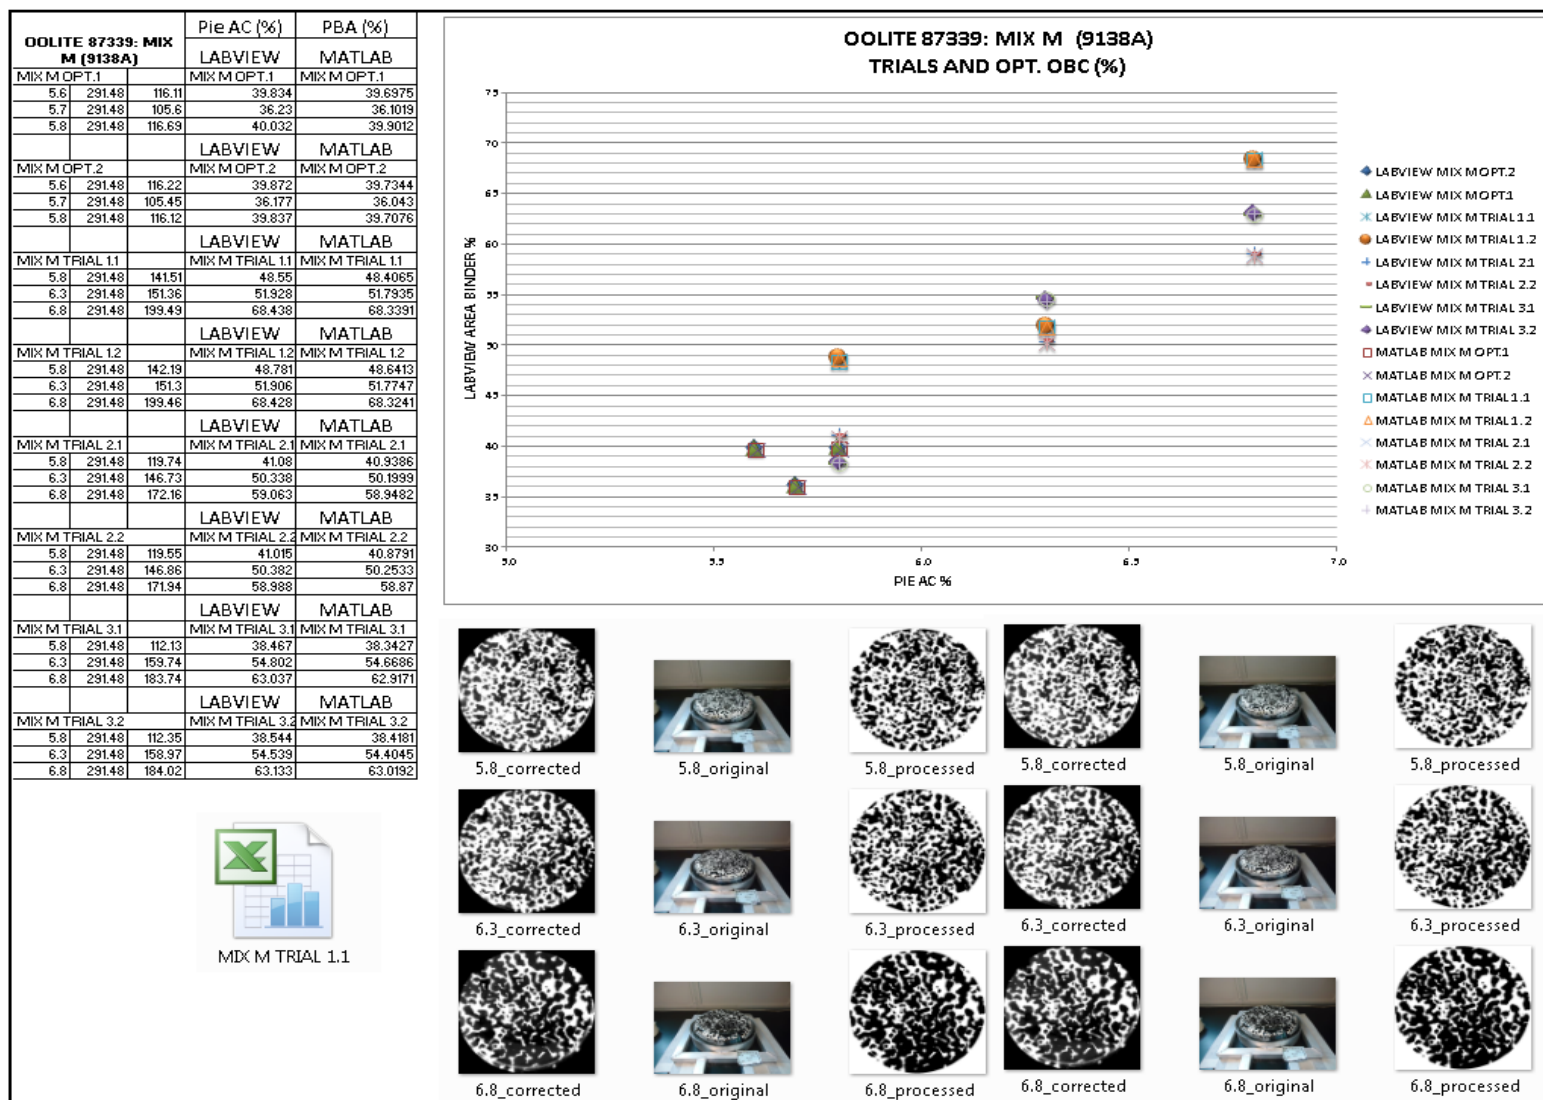 OOLITE 87339: MIX M (9138A)
Pie AC (%) PBA (%)
LABVIEW MATLAB
MIX M OPT.1 MIX M OPT.1 MIX M OPT.1
5.6 291.48 116.11 39.834 39.6975
5.7 291.48 105.6 36.23 36.1019
5.8 291.48 116.69 40.032 39.9012
LABVIEW MATLAB
MIX M OPT.2 MIX M OPT.2 MIX M OPT.2
5.6 291.48 116.22 39.872 39.7344
5.7 291.48 105.45 36.177 36.043
5.8 291.48 116.12 39.837 39.7076
LABVIEW MATLAB
MIX M TRIAL 1.1 MIX M TRIAL 1.1 MIX M TRIAL 1.1
5.8 291.48 141.51 48.55 48.4065
6.3 291.48 151.36 51.928 51.7935
6.8 291.48 199.49 68.438 68.3391
LABVIEW MATLAB
MIX M TRIAL 1.2 MIX M TRIAL 1.2 MIX M TRIAL 1.2
5.8 291.48 142.19 48.781 48.6413
6.3 291.48 151.3 51.906 51.7747
6.8 291.48 199.46 68.428 68.3241
LABVIEW MATLAB
MIX M TRIAL 2.1 MIX M TRIAL 2.1 MIX M TRIAL 2.1
5.8 291.48 119.74 41.08 40.9386
6.3 291.48 146.73 50.338 50.1999
6.8 291.48 172.16 59.063 58.9482
LABVIEW MATLAB
MIX M TRIAL 2.2 MIX M TRIAL 2.2 MIX M TRIAL 2.2
5.8 291.48 119.55 41.015 40.8791
6.3 291.48 146.86 50.382 50.2533
6.8 291.48 171.94 58.988 58.87
LABVIEW MATLAB
MIX M TRIAL 3.1 MIX M TRIAL 3.1 MIX M TRIAL 3.1
5.8 291.48 112.13 38.467 38.3427
6.3 291.48 159.74 54.802 54.6686
6.8 291.48 183.74 63.037 62.9171
LABVIEW MATLAB
MIX M TRIAL 3.2 MIX M TRIAL 3.2 MIX M TRIAL 3.2
5.8 291.48 112.35 38.544 38.4181
6.3 291.48 158.97 54.539 54.4045
6.8 291.48 184.02 63.133 63.0192
MIX M TRIAL 1.1
OOLITE 87339: MIX M (9138A)
TRIALS AND OPT. OBC (%)
LABVIEW AREA BINDER %
75
70
65
60
55
50
45
40
35
30
5.0 5.5 6.0 6.5 7.0
PIE AC %
LABVIEW MIX M OPT.2
LABVIEW MIX M OPT.1
LABVIEW MIX M TRIAL 1.1
LABVIEW MIX M TRIAL 1.2
LABVIEW MIX M TRIAL 2.1
LABVIEW MIX M TRIAL 2.2
LABVIEW MIX M TRIAL 3.1
LABVIEW MIX M TRIAL 3.2
MATLAB MIX M OPT.1
MATLAB MIX M OPT.2
MATLAB MIX M TRIAL 1.1
MATLAB MIX M TRIAL 1.2
MATLAB MIX M TRIAL 2.1
MATLAB MIX M TRIAL 2.2
MATLAB MIX M TRIAL 3.1
MATLAB MIX M TRIAL 3.2
5.8_corrected 5.8_original 5.8_processed 5.8_corrected 5.8_original 5.8_processed
6.3_corrected 6.3_original 6.3_processed 6.3_corrected 6.3_original 6.3_processed
6.8_corrected 6.8_original 6.8_processed 6.8_corrected 6.8_original 6.8_processed